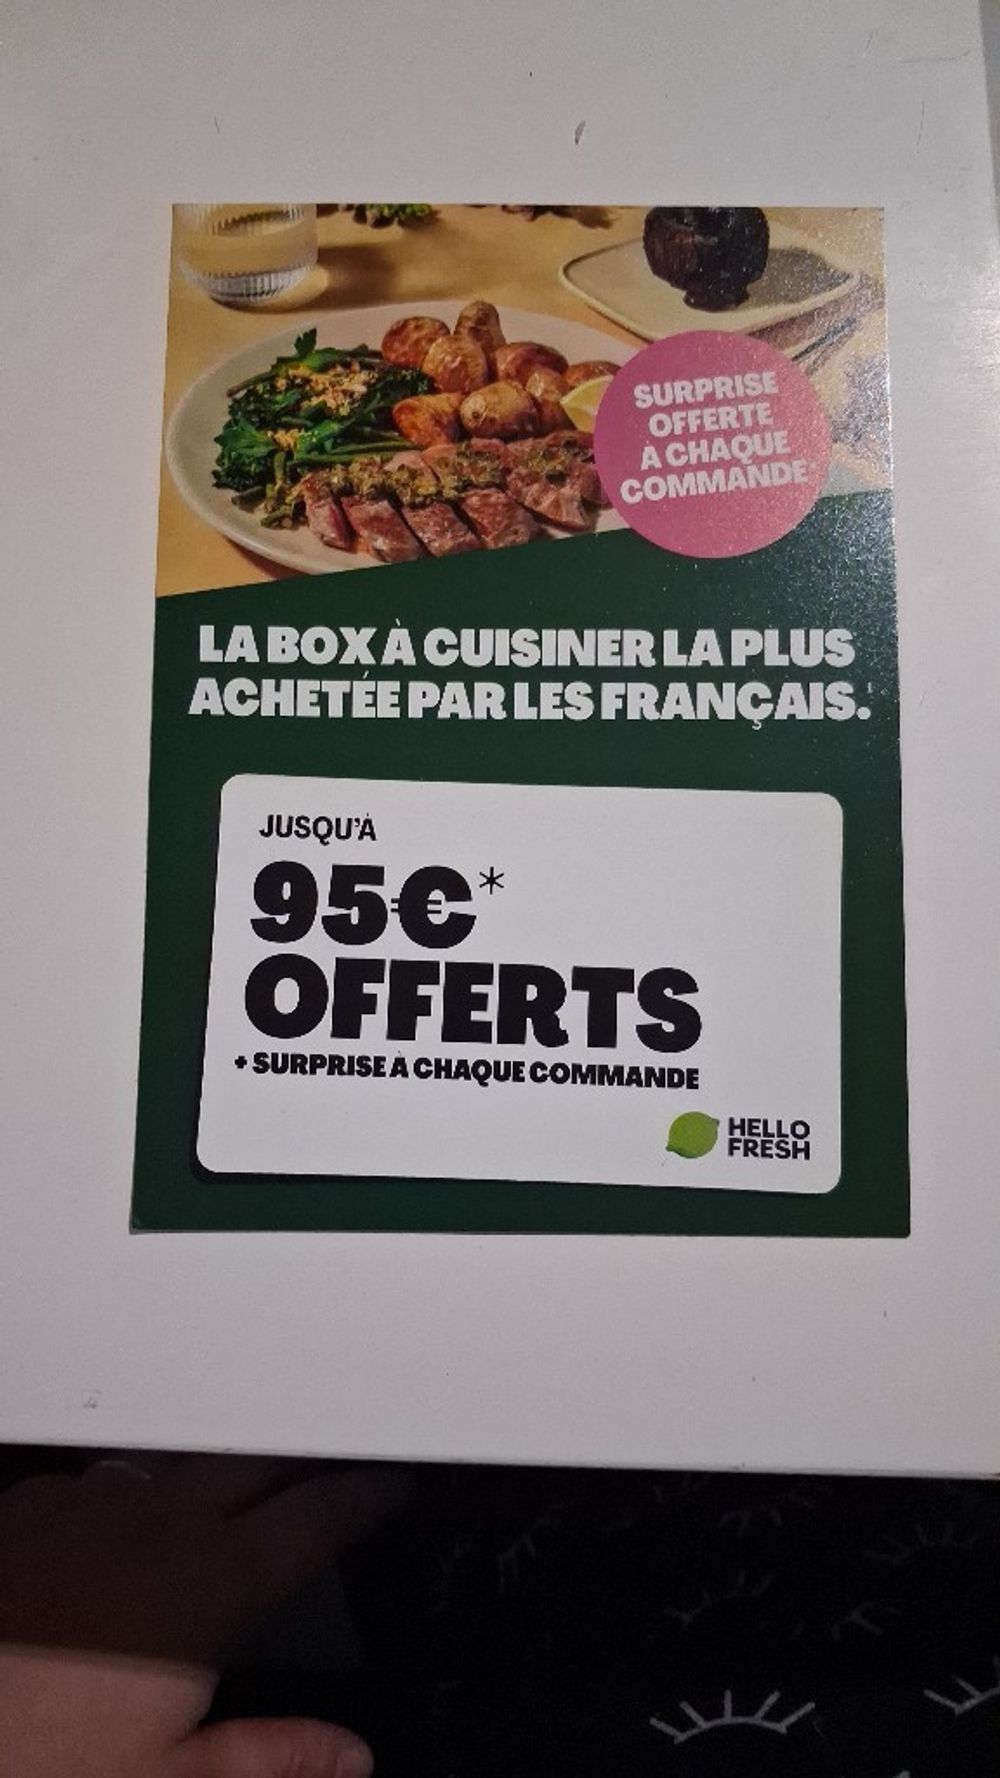 SURPRISE
OFFERTE
À CHAQUE
COMMANDE*
LA BOX À CUISINER LA PLUS
ACHETÉE PAR LES FRANÇAIS.¹
JUSQU'À
95€*
OFFERTS
+ SURPRISE À CHAQUE COMMANDE
HELLO
FRESH